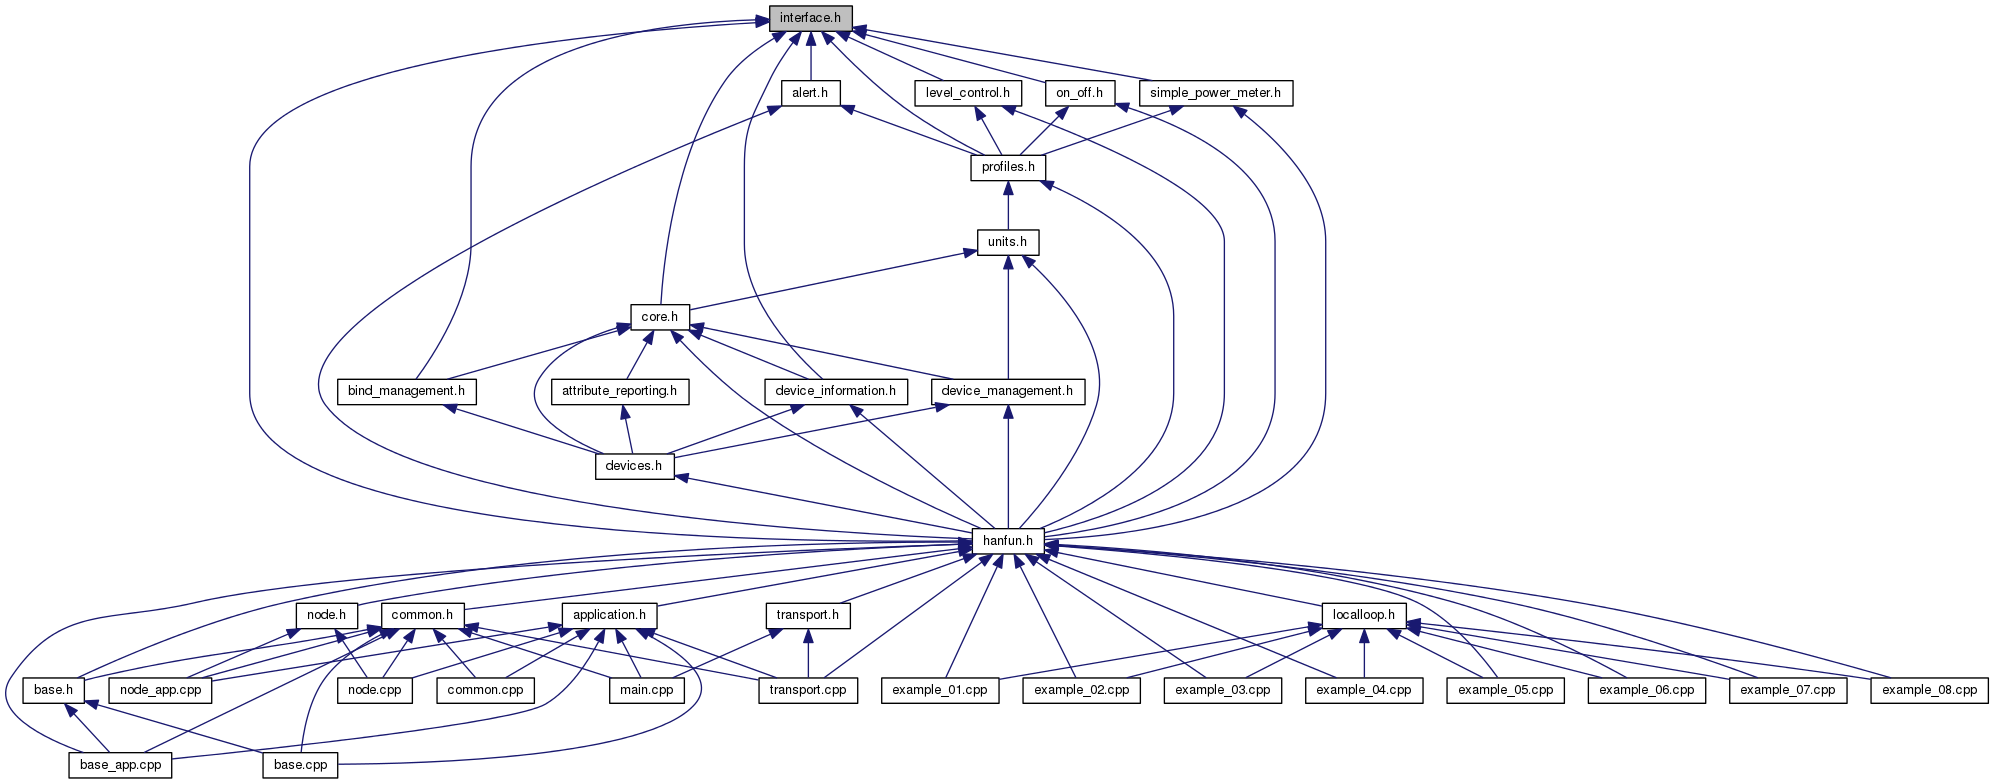 interface.h
alert.h
level_control.h
on_off.h
simple_power_meter.h
profiles.h
units.h
core.h
bind_management.h
attribute_reporting.h
device_information.h
device_management.h
devices.h
hanfun.h
node.h
common.h
application.h
transport.h
localloop.h
base.h
node_app.cpp
node.cpp
common.cpp
main.cpp
transport.cpp
example_01.cpp
example_02.cpp
example_03.cpp
example_04.cpp
example_05.cpp
example_06.cpp
example_07.cpp
example_08.cpp
base_app.cpp
base.cpp